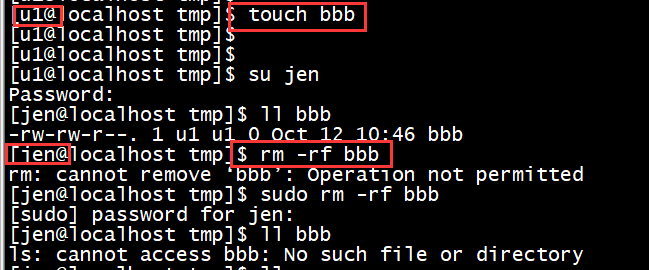 [u1@localhost tmp]$ touch bbb
[u1@localhost tmp]$
[u1@localhost tmp]$
[u1@localhost tmp]$ su jen
Password:
[jen@localhost tmp]$ ll bbb
-rw-rw-r--. 1 u1 u1 0 Oct 12 10:46 bbb
[jen@localhost tmp]$ rm -rf bbb
rm: cannot remove ‘bbb’: Operation not permitted
[jen@localhost tmp]$ sudo rm -rf bbb
[sudo] password for jen:
[jen@localhost tmp]$ ll bbb
ls: cannot access bbb: No such file or directory